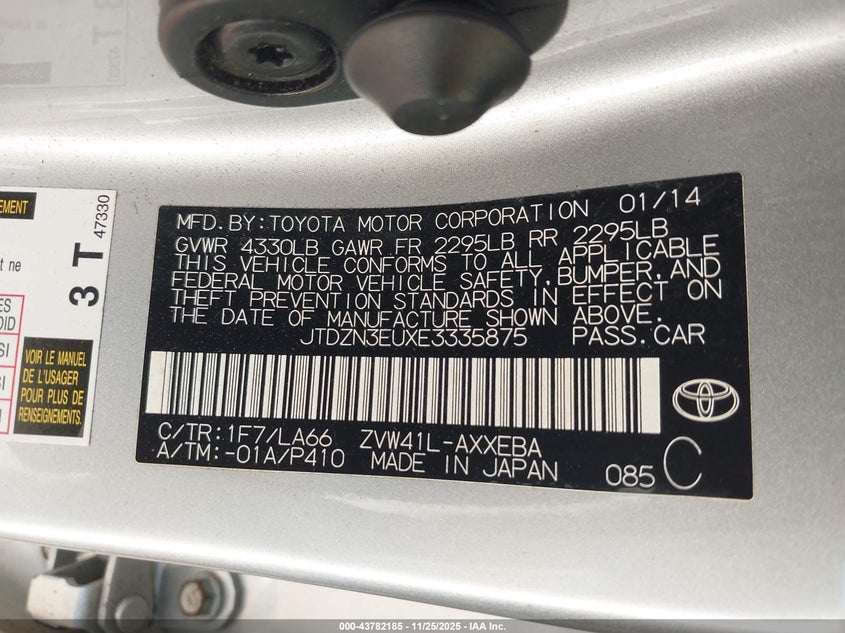 MFD.BY:TOYOTA MOTOR CORPORATION 01/14
GVWR 4330LB GAWR FR 2295LB RR 2295LB
THIS VEHICLE CONFORMS TO ALL APPLICABLE
FEDERAL MOTOR VEHICLE SAFETY,BUMPER,AND
THEFT PREVENTION STANDARDS IN EFFECT ON
THE DATE OF MANUFACTURE SHOWN ABOVE.
JTDZN3EUXE3335875 PASS.CAR
C/TR:1F7/LA66 ZVW41L-AXXEBA
A/TM:-01A/P410 MADE IN JAPAN 085 C
3 T 47330
VOIR LE MANUEL
DE L'USAGER
POUR PLUS DE
RENSEIGNEMENTS.
000-43782185 - 11/25/2025 - IAA Inc.